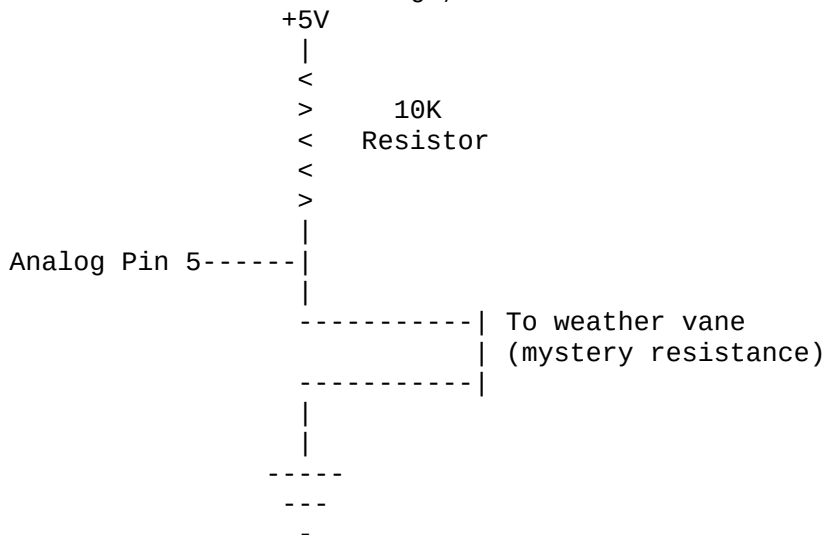 +5V
|
<
> 10K
< Resistor
<
>
|
Analog Pin 5------|
|
-----------| To weather vane
| (mystery resistance)
-----------|
|
|
-----
---
-